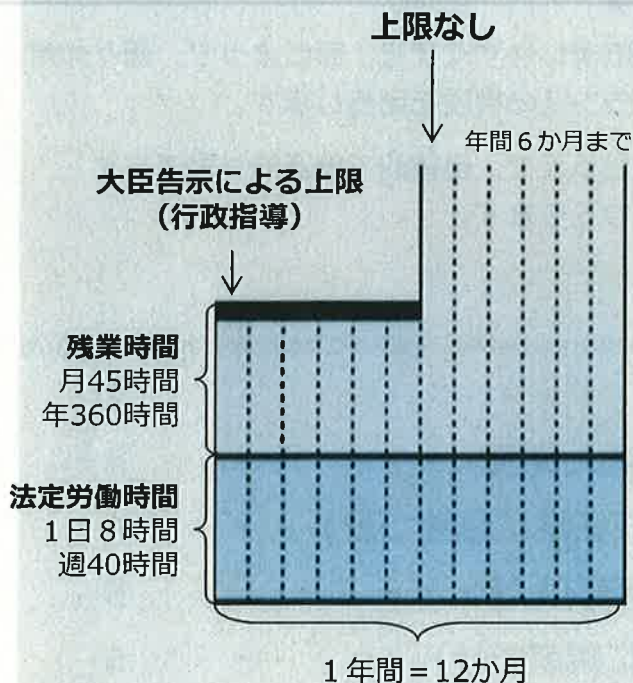 上限なし
年間6か月まで
大臣告示による上限
(行政指導)
残業時間
月45時間
年360時間
法定労働時間
1日8時間
週40時間
1年間=12か月